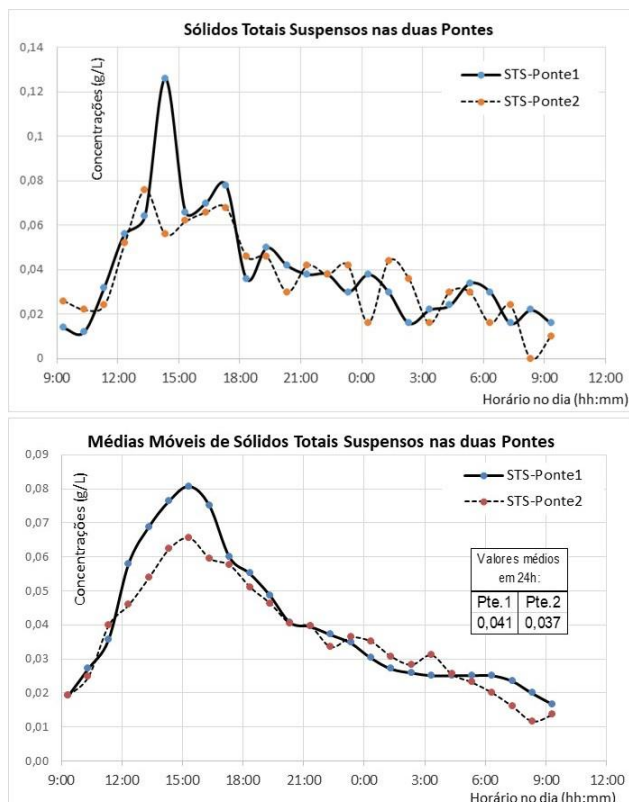 Sólidos Totais Suspensos nas duas Pontes
0,14
0,12
0,1
0,08
0,06
0,04
0,02
0
Concentrações (g/L)
STS-Ponte1
STS-Ponte2
9:00 12:00 15:00 18:00 21:00 0:00 3:00 6:00 9:00 12:00
Horário no dia (hh:mm)
Médias Móveis de Sólidos Totais Suspensos nas duas Pontes
0,09
0,08
0,07
0,06
0,05
0,04
0,03
0,02
0,01
0,00
Concentrações (g/L)
STS-Ponte1
STS-Ponte2
Valores médios
em 24h:
Pte.1 Pte.2
0,041 0,037
9:00 12:00 15:00 18:00 21:00 0:00 3:00 6:00 9:00 12:00
Horário no dia (hh:mm)